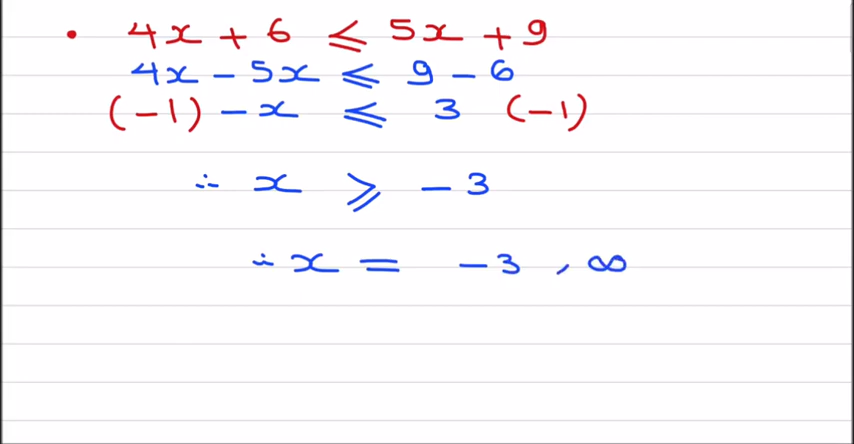 • 4x + 6 ⩽ 5x + 9
4x - 5x ⩽ 9 - 6
(-1) - x ⩽ 3 (-1)
∴ x ⩾ - 3
∴ x = - 3 , ∞